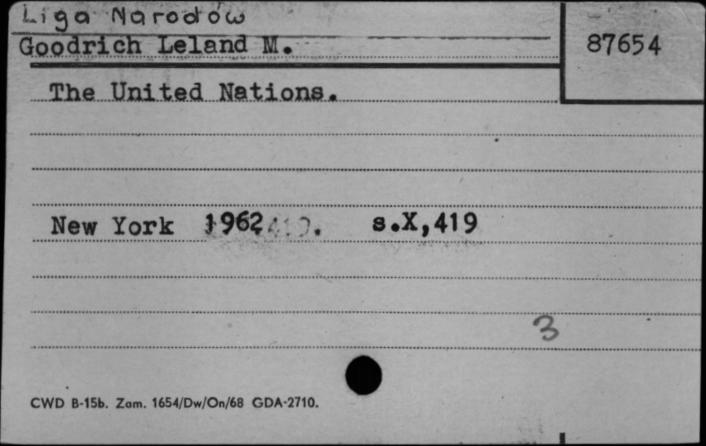 Liga Narodów
Goodrich Leland M.
87654
The United Nations.
New York 1962. s.X,419
3
CWD B-15b. Zam. 1654/Dw/On/68 GDA-2710.